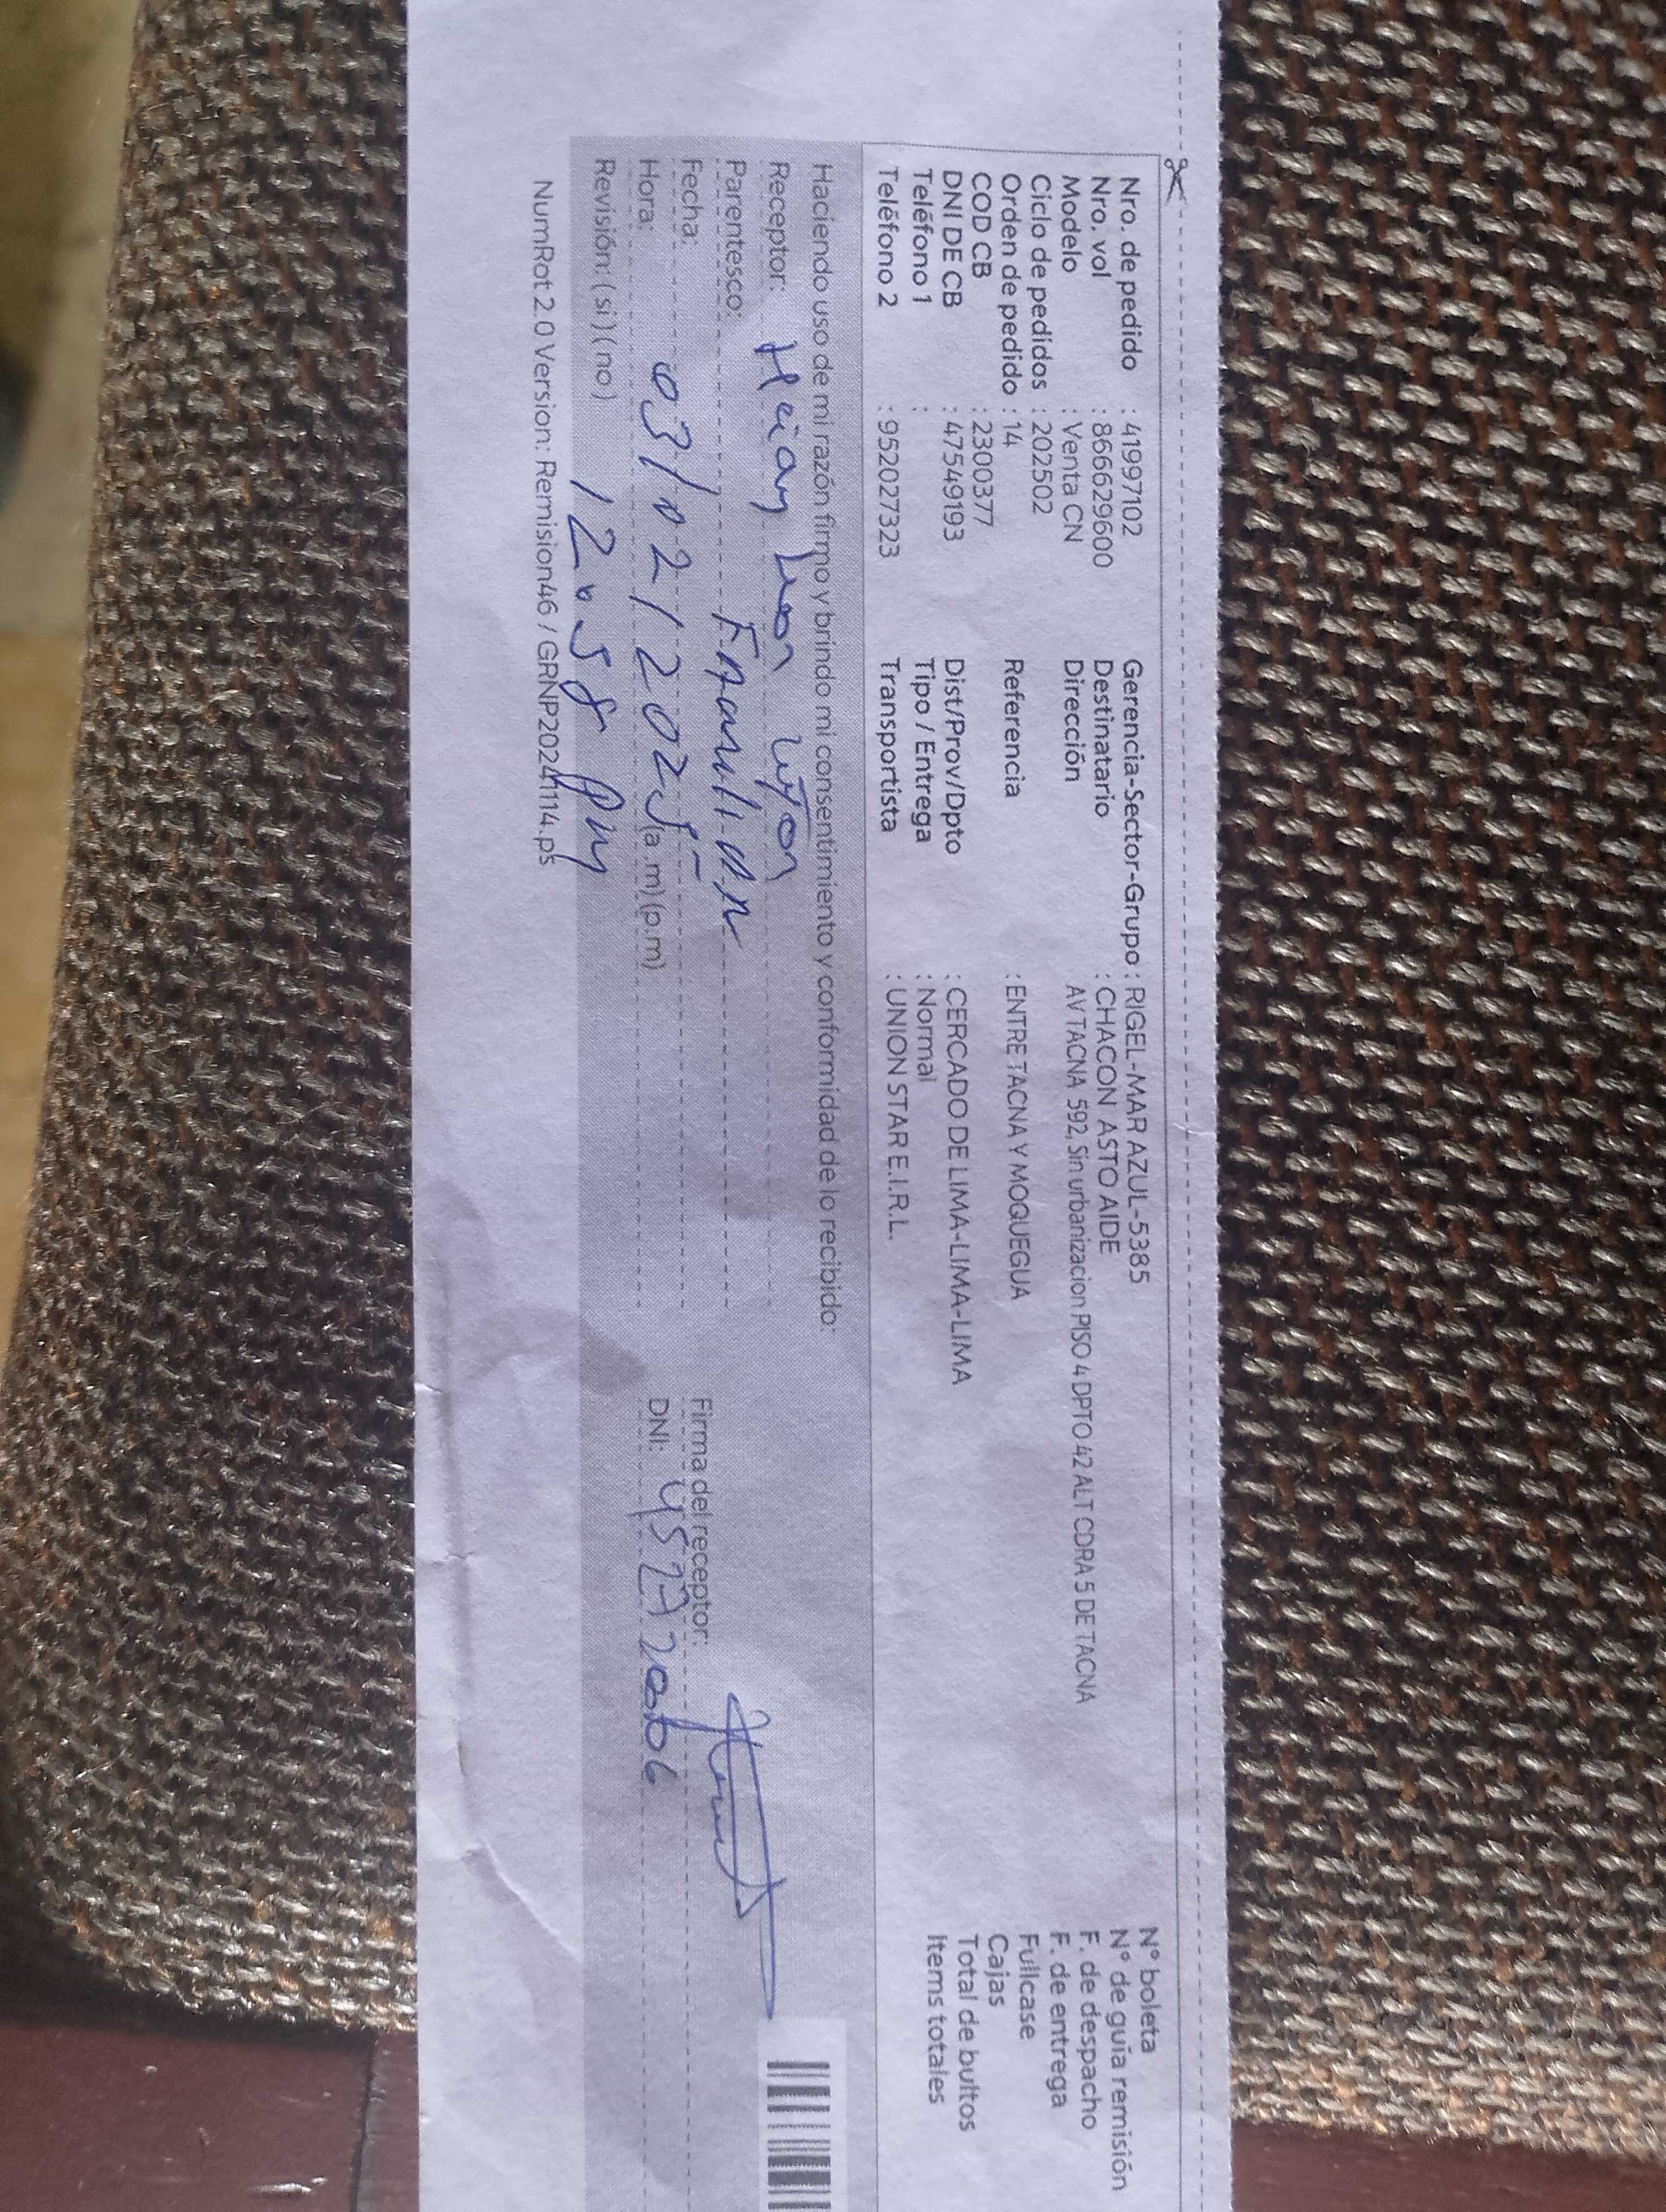 Nro. de pedido : 41997102 Gerencia-Sector-Grupo : RIGEL-MAR AZUL-5385 N° boleta
Nro. vol : 866629600 Destinatario : CHACON ASTO AIDE N° de guía remisión
Modelo : Venta CN Dirección AV TACNA 592, Sin urbanizacion PISO 4 DPTO 42 ALT CDRA 5 DE TACNA F. de despacho
Ciclo de pedidos : 202502 F. de entrega
Orden de pedido : 14 Referencia : ENTRE TACNA Y MOQUEGUA Fullcase
COD CB : 2300377 Cajas
DNI DE CB : 47549193 Dist/Prov/Dpto : CERCADO DE LIMA-LIMA-LIMA Total de bultos
Teléfono 1 : Tipo / Entrega : Normal Items totales
Teléfono 2 : 952027323 Transportista : UNION STAR E.I.R.L.
Haciendo uso de mi razón firmo y brindo mi consentimiento y conformidad de lo recibido:
Receptor:
Parentesco: Familiar
Fecha: 03/02/2025 Firma del receptor:
Hora: 12:58 pm (a.m) (p.m) DNI:
Revisión: ( si ) ( no )
NumRot 2.0 Version: Remision46 / GRNP20241114.ps